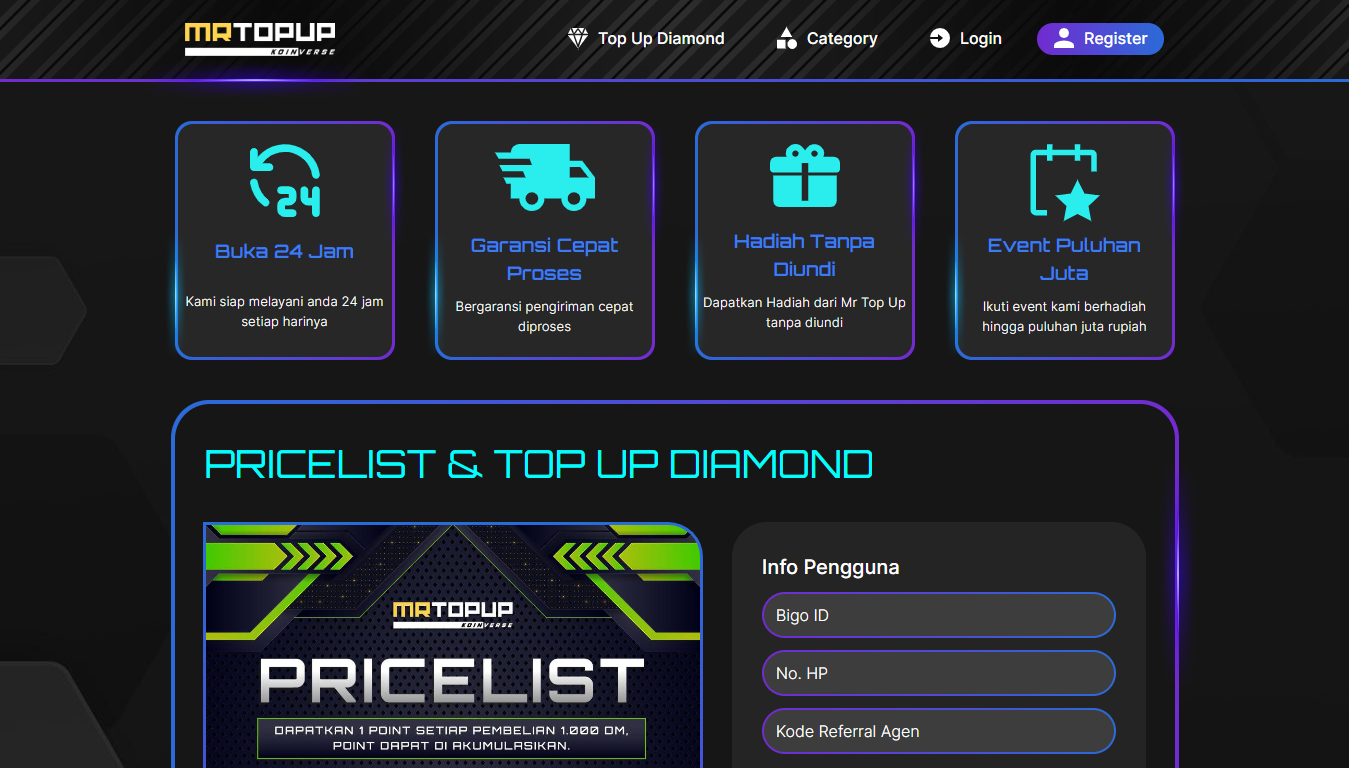 MRTOPUP
KOINVERSE
Top Up Diamond
Category
Login
Register
24
Buka 24 Jam
Kami siap melayani anda 24 jam
setiap harinya
Garansi Cepat
Proses
Bergaransi pengiriman cepat
diproses
Hadiah Tanpa
Diundi
Dapatkan Hadiah dari Mr Top Up
tanpa diundi
Event Puluhan
Juta
Ikuti event kami berhadiah
hingga puluhan juta rupiah
PRICELIST & TOP UP DIAMOND
MRTOPUP
KOINVERSE
PRICELIST
DAPATKAN 1 POINT SETIAP PEMBELIAN 1.000 DM,
POINT DAPAT DI AKUMULASIKAN.
Info Pengguna
Bigo ID
No. HP
Kode Referral Agen